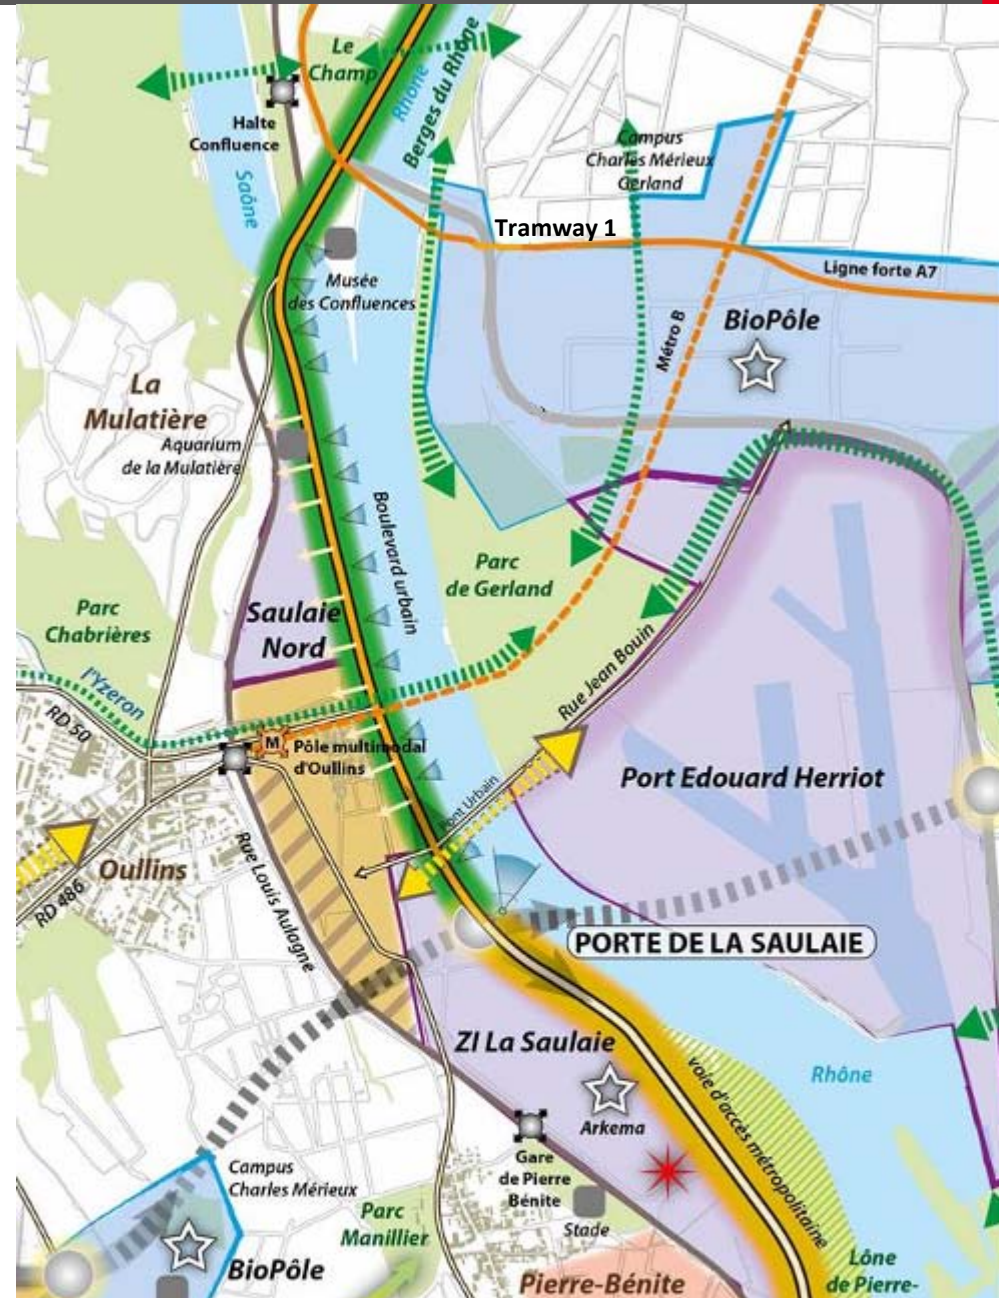 Le
Champ
Rhône
Berges du Rhône
Halte
Confluence
Saône
Campus
Charles Mérieux
Gerland
Tramway 1
Ligne forte A7
Musée
des Confluences
Métro B
BioPôle
La
Mulatière
Aquarium
de la Mulatière
Boulevard urbain
Parc
de Gerland
Parc
Chabrières
Saulaie
Nord
Rue Jean Bouin
l'Yzeron
RD 50
M
Pôle multimodal
d'Oullins
Port Edouard Herriot
Pont Urbain
Oullins
RD 486
Rue Louis Aulagne
PORTE DE LA SAULAIE
ZI La Saulaie
Arkema
voie d'accès métropolitaine
Rhône
Gare
de Pierre
Bénite
Stade
Campus
Charles Mérieux
Parc
Manillier
BioPôle
Pierre-Bénite
Lône
de Pierre-